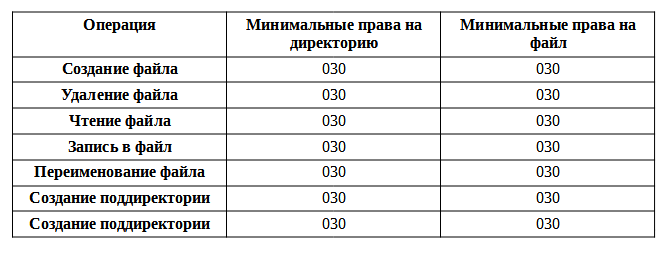 Операция Минимальные права на директорию Минимальные права на файл
Создание файла 030 030
Удаление файла 030 030
Чтение файла 030 030
Запись в файл 030 030
Переименование файла 030 030
Создание поддиректории 030 030
Создание поддиректории 030 030